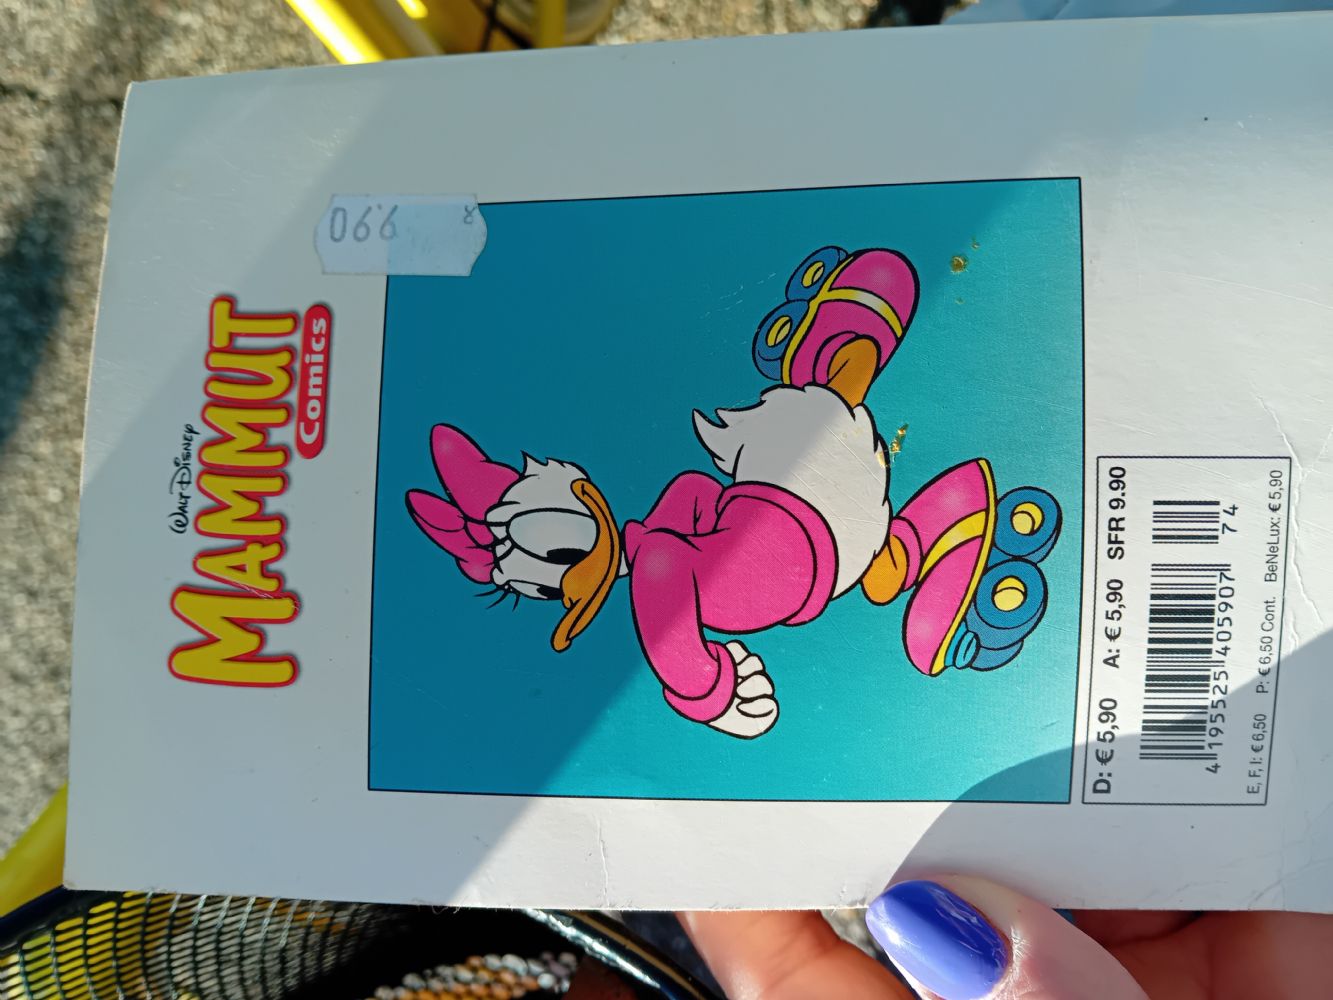 WALT DISNEY
MAMMUT
Comics
9.90
D: € 5,90 A: € 5,90 SFR 9.90
4 195525 405907 74
E, F, I: € 6,50 P: € 6,50 Cont. BeNeLux: € 5,90